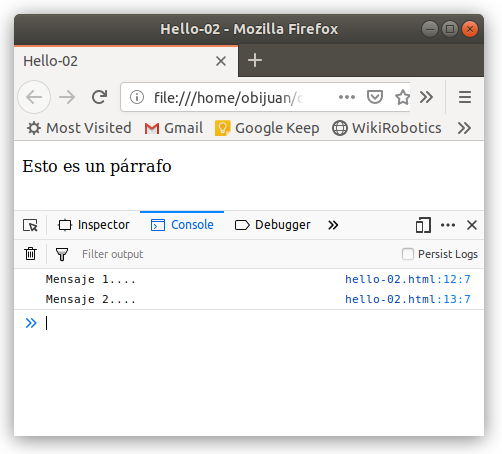 Hello-02 - Mozilla Firefox
Hello-02
file:///home/obijuan/
Most Visited Gmail Google Keep WikiRobotics
Esto es un párrafo
Inspector Console Debugger
Filter output Persist Logs
Mensaje 1.... hello-02.html:12:7
Mensaje 2.... hello-02.html:13:7